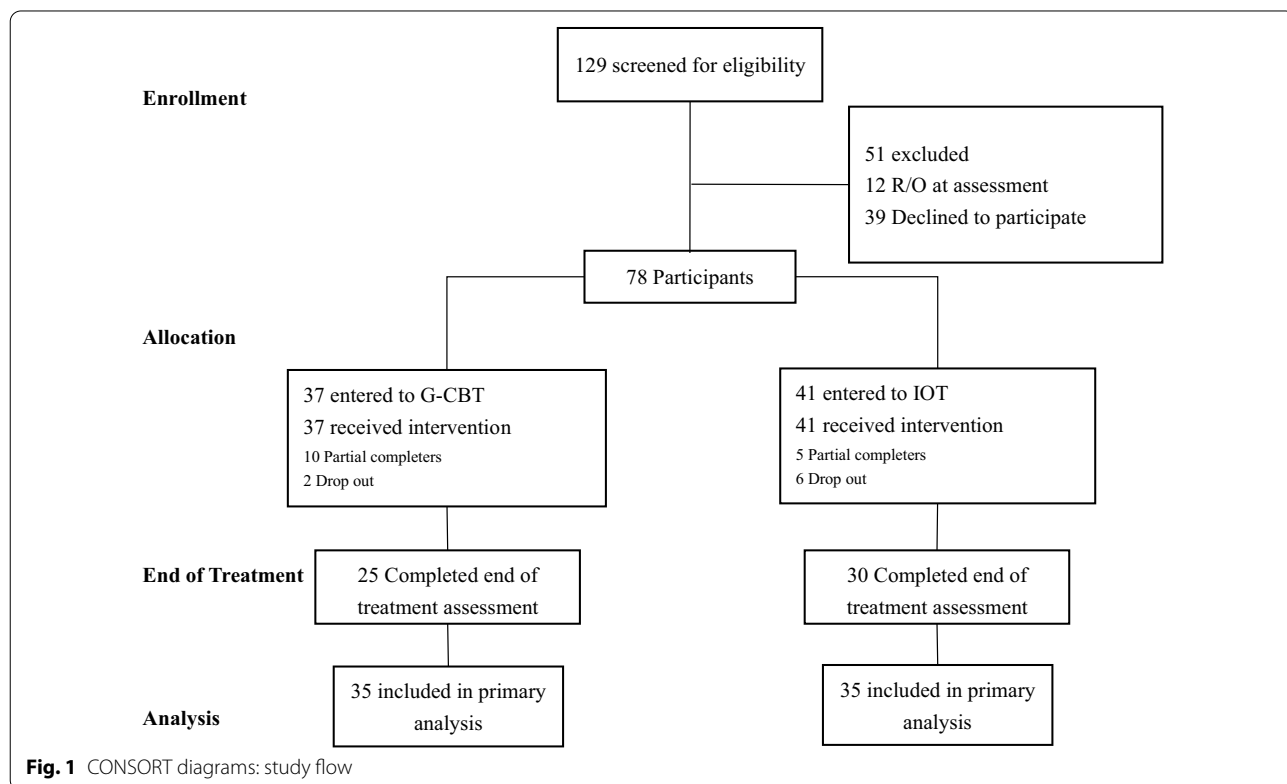 129 screened for eligibility
Enrollment
51 excluded
12 R/O at assessment
39 Declined to participate
78 Participants
Allocation
37 entered to G-CBT
37 received intervention
10 Partial completers
2 Drop out
41 entered to IOT
41 received intervention
5 Partial completers
6 Drop out
End of Treatment
25 Completed end of
treatment assessment
30 Completed end of
treatment assessment
Analysis
35 included in primary
analysis
35 included in primary
analysis
Fig. 1 CONSORT diagrams: study flow